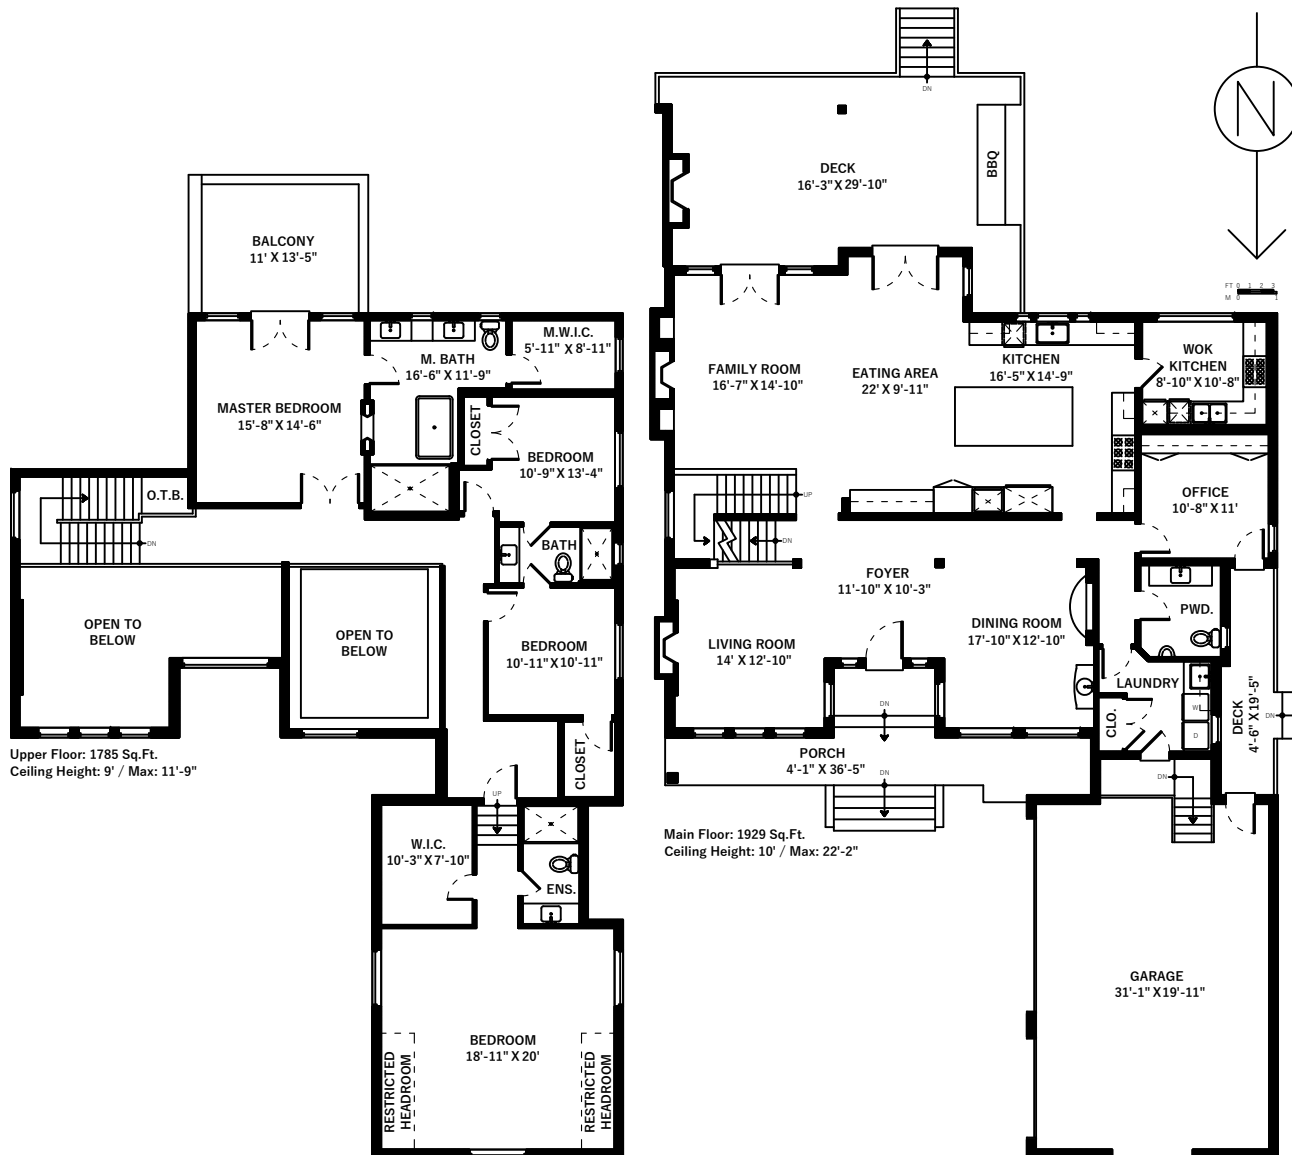 BALCONY
11' X 13'-5"
M. BATH
16'-6" X 11'-9"
M.W.I.C.
5'-11" X 8'-11"
MASTER BEDROOM
15'-8" X 14'-6"
CLOSET
BEDROOM
10'-9" X 13'-4"
O.T.B.
DN
BATH
OPEN TO
BELOW
OPEN TO
BELOW
BEDROOM
10'-11" X 10'-11"
CLOSET
Upper Floor: 1785 Sq.Ft.
Ceiling Height: 9' / Max: 11'-9"
UP
W.I.C.
10'-3" X 7'-10"
ENS.
BEDROOM
18'-11" X 20'
RESTRICTED
HEADROOM
RESTRICTED
HEADROOM
DN
DECK
16'-3" X 29'-10"
BBQ
N
FT 0 1 2 3
M 0 1
FAMILY ROOM
16'-7" X 14'-10"
EATING AREA
22' X 9'-11"
KITCHEN
16'-5" X 14'-9"
WOK
KITCHEN
8'-10" X 10'-8"
UP
DN
OFFICE
10'-8" X 11'
FOYER
11'-10" X 10'-3"
LIVING ROOM
14' X 12'-10"
DINING ROOM
17'-10" X 12'-10"
PWD.
LAUNDRY
CLO.
W
D
DECK
4'-6" X 19'-5"
DN
DN
PORCH
4'-1" X 36'-5"
DN
DN
Main Floor: 1929 Sq.Ft.
Ceiling Height: 10' / Max: 22'-2"
GARAGE
31'-1" X 19'-11"